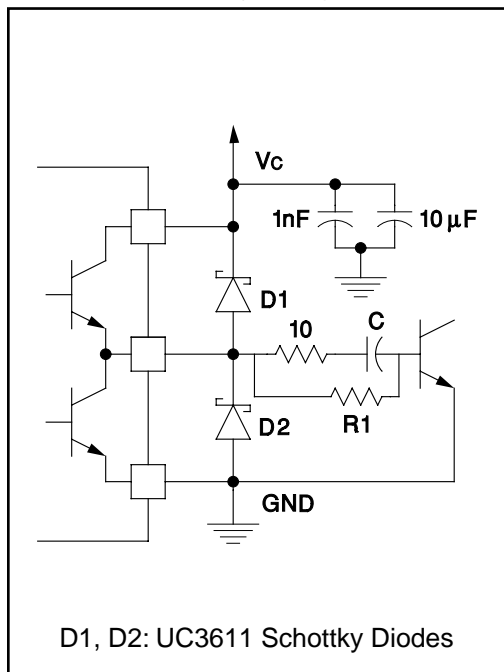 Vc
1nF
10 µF
D1
10
C
D2
R1
GND
D1, D2: UC3611 Schottky Diodes